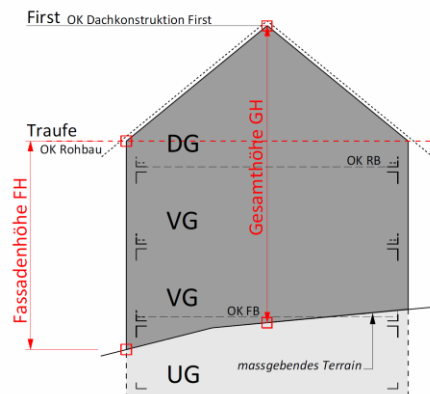 First OK Dachkonstruktion First
Traufe
OK Rohbau
DG
OK RB
Gesamthöhe GH
Fassadenhöhe FH
VG
VG
OK FB
massgebendes Terrain
UG